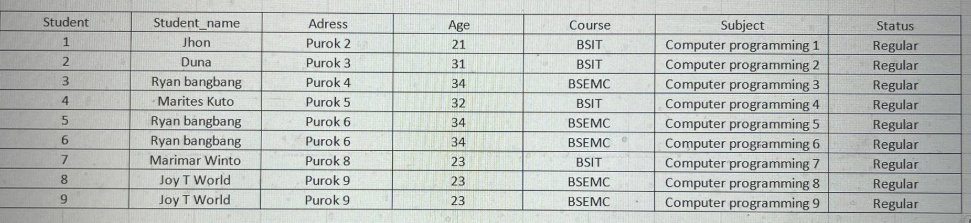 Student Student_name Adress Age Course Subject Status
1 Jhon Purok 2 21 BSIT Computer programming 1 Regular
2 Duna Purok 3 31 BSIT Computer programming 2 Regular
3 Ryan bangbang Purok 4 34 BSEMC Computer programming 3 Regular
4 Marites Kuto Purok 5 32 BSIT Computer programming 4 Regular
5 Ryan bangbang Purok 6 34 BSEMC Computer programming 5 Regular
6 Ryan bangbang Purok 6 34 BSEMC Computer programming 6 Regular
7 Marimar Winto Purok 8 23 BSIT Computer programming 7 Regular
8 Joy T World Purok 9 23 BSEMC Computer programming 8 Regular
9 Joy T World Purok 9 23 BSEMC Computer programming 9 Regular